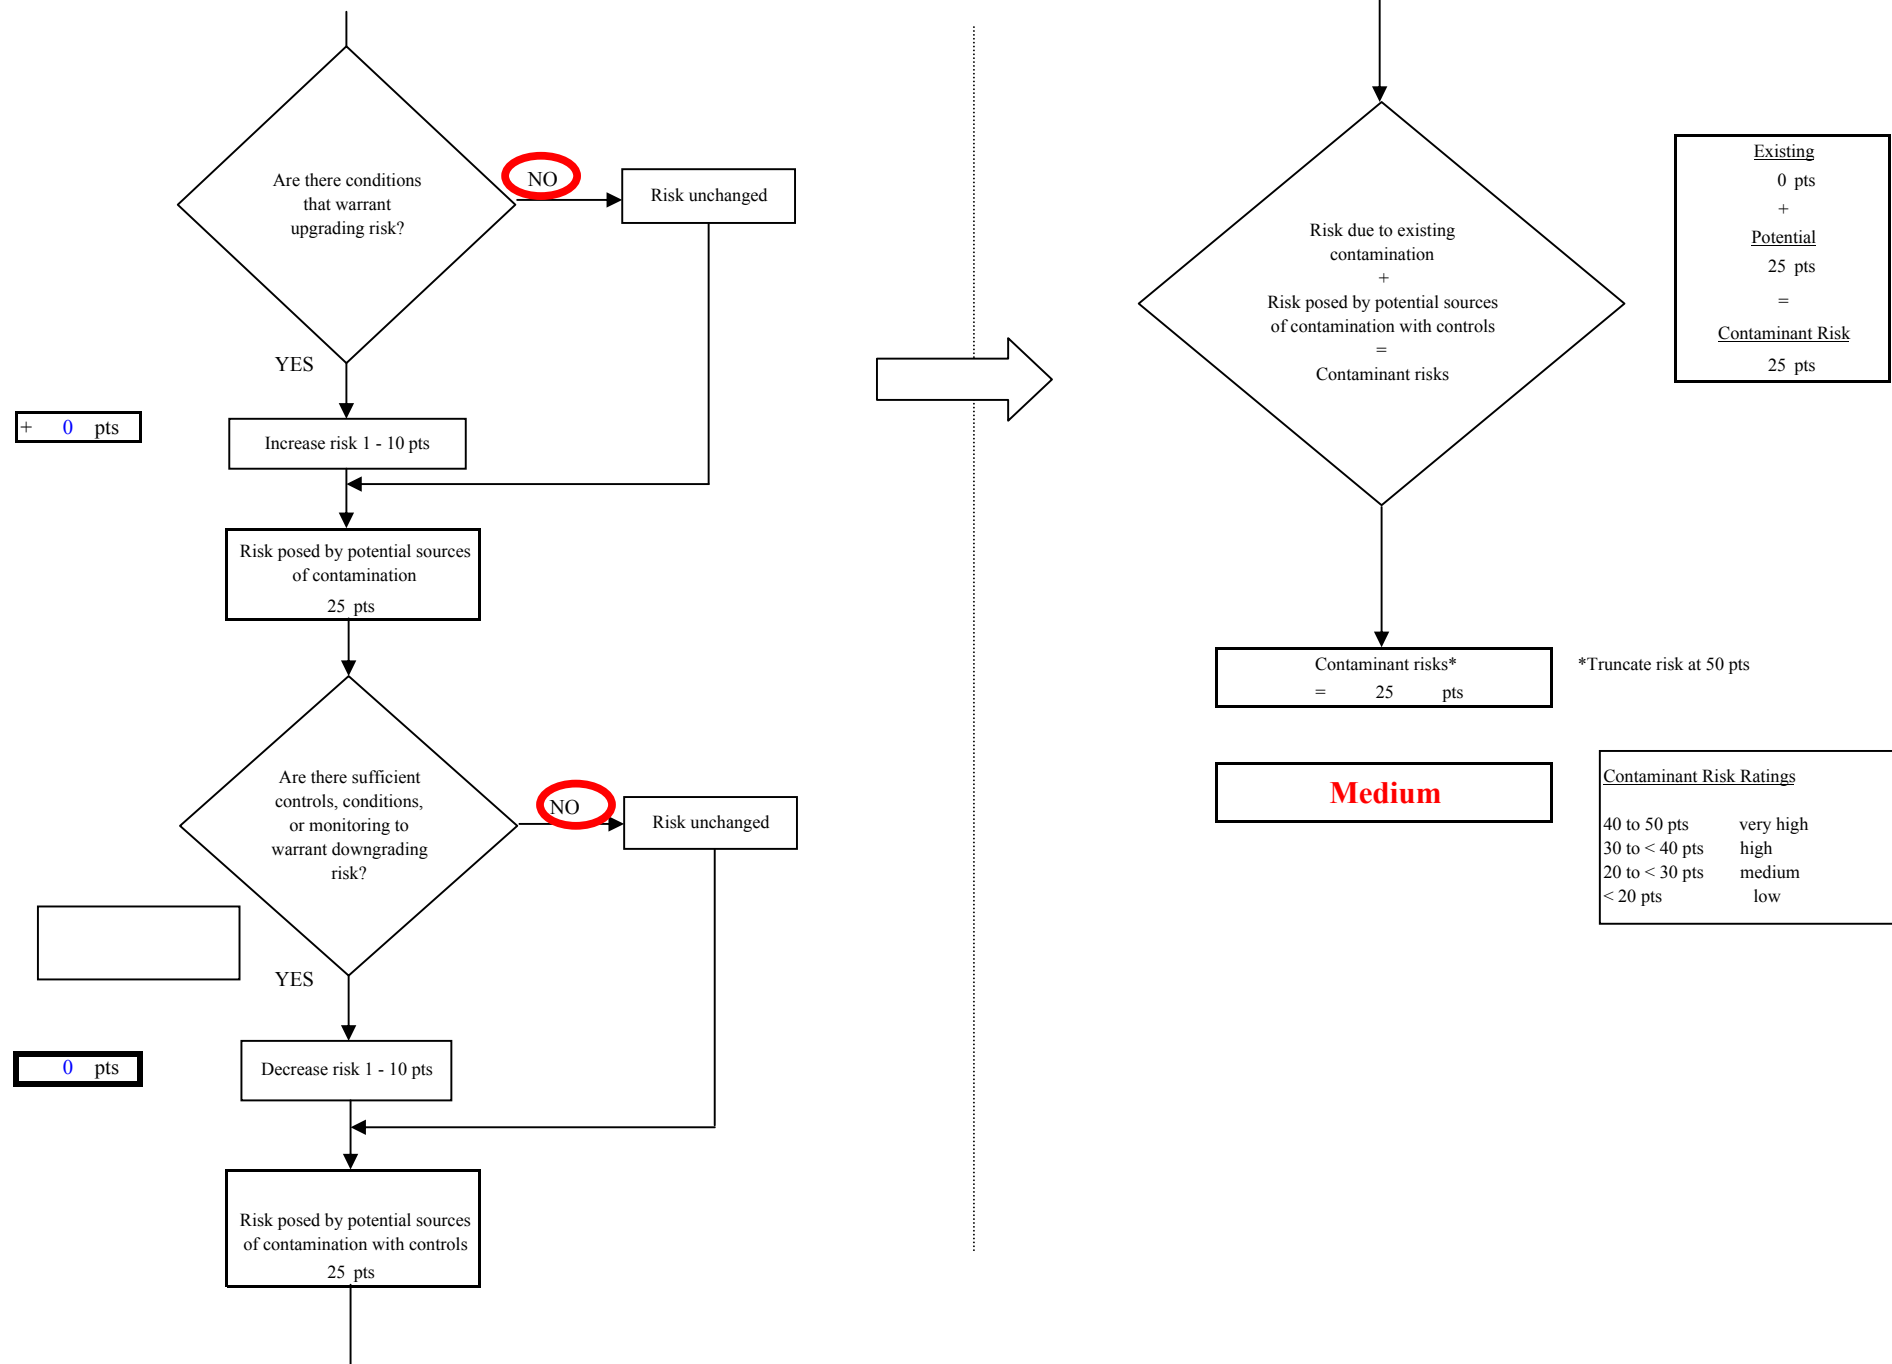 Are there conditions
that warrant
upgrading risk?
NO
Risk unchanged
YES
+ 0 pts
Increase risk 1 - 10 pts
Risk posed by potential sources
of contamination
25 pts
Are there sufficient
controls, conditions,
or monitoring to
warrant downgrading
risk?
NO
Risk unchanged
YES
0 pts
Decrease risk 1 - 10 pts
Risk posed by potential sources
of contamination with controls
25 pts
Risk due to existing
contamination
+
Risk posed by potential sources
of contamination with controls
=
Contaminant risks
Existing
0 pts
+
Potential
25 pts
=
Contaminant Risk
25 pts
Contaminant risks*
= 25 pts
*Truncate risk at 50 pts
Medium
Contaminant Risk Ratings
40 to 50 pts very high
30 to < 40 pts high
20 to < 30 pts medium
< 20 pts low